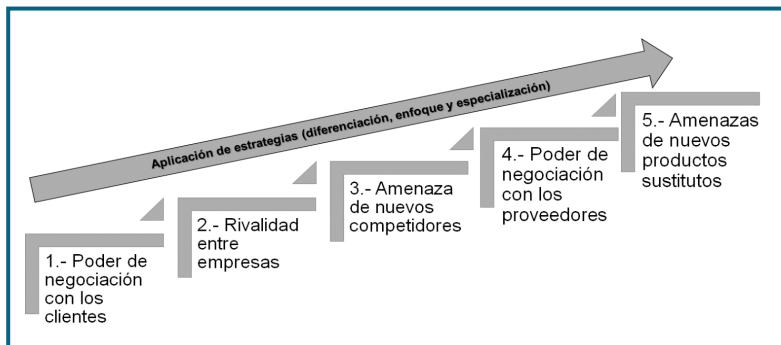 Aplicación de estrategias (diferenciación, enfoque y especialización)
1.- Poder de
negociación
con los
clientes
2.- Rivalidad
entre
empresas
3.- Amenaza
de nuevos
competidores
4.- Poder de
negociación
con los
proveedores
5.- Amenazas
de nuevos
productos
sustitutos